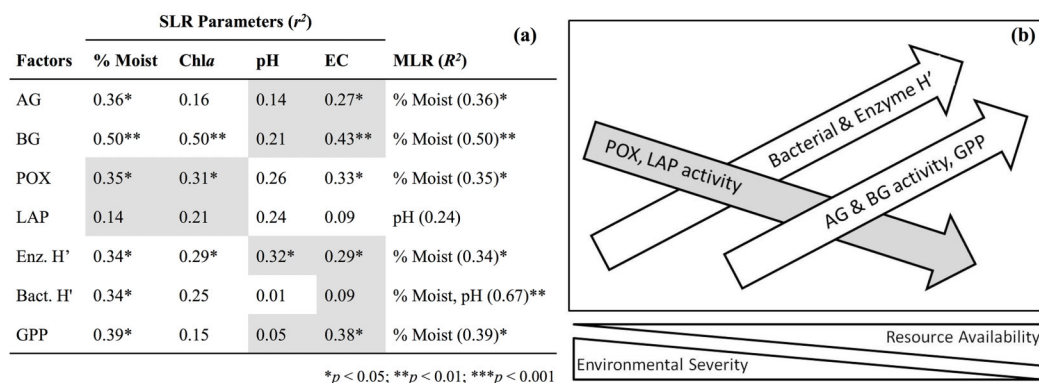 SLR Parameters (r²)
(a)
Factors % Moist Chla pH EC MLR (R²)
AG 0.36* 0.16 0.14 0.27* % Moist (0.36)*
BG 0.50** 0.50** 0.21 0.43** % Moist (0.50)**
POX 0.35* 0.31* 0.26 0.33* % Moist (0.35)*
LAP 0.14 0.21 0.24 0.09 pH (0.24)
Enz. H’ 0.34* 0.29* 0.32* 0.29* % Moist (0.34)*
Bact. H' 0.34* 0.25 0.01 0.09 % Moist, pH (0.67)**
GPP 0.39* 0.15 0.05 0.38* % Moist (0.39)*
*p < 0.05; **p < 0.01; ***p < 0.001
(b)
Bacterial & Enzyme H’
POX, LAP activity
AG & BG activity, GPP
Resource Availability
Environmental Severity